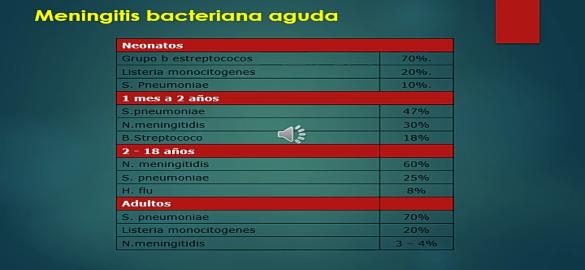 Meningitis bacteriana aguda
Neonatos
Grupo b estreptococos 70%.
Listeria monocitogenes 20%.
S. Pneumoniae 10%.
1 mes a 2 años
S.pneumoniae 47%
N.meningitidis 30%
B.Streptococo 18%
2 - 18 años
N. meningitidis 60%
S. pneumoniae 25%
H. flu 8%
Adultos
S. pneumoniae 70%
Listeria monocitogenes 20%
N.meningitidis 3 - 4%